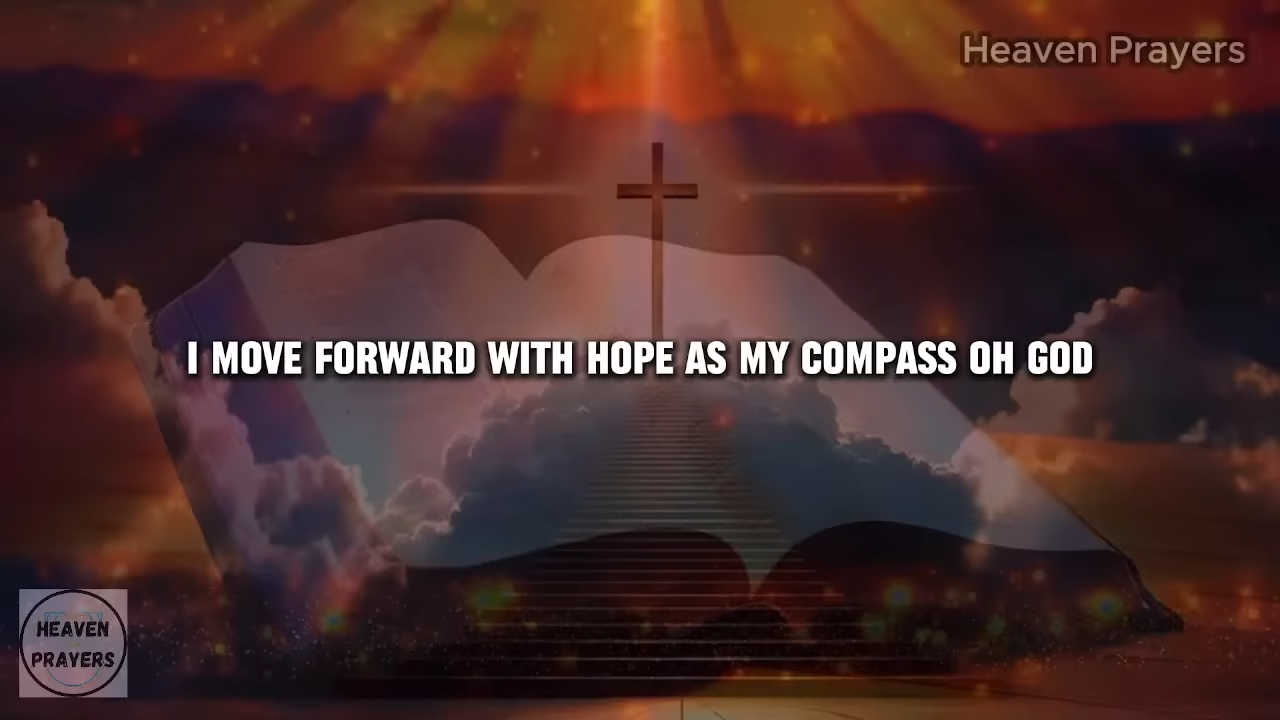 Heaven Prayers
I MOVE FORWARD WITH HOPE AS MY COMPASS OH GOD
HEAVEN
PRAYERS